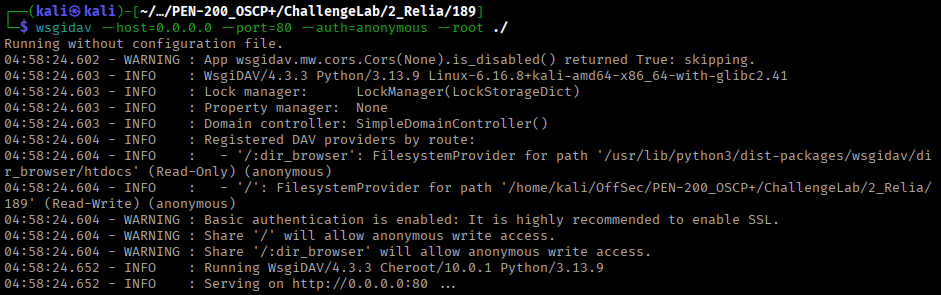 ┌──(kali㉿kali)-[~/…/PEN-200_OSCP+/ChallengeLab/2_Relia/189]
└─$ wsgidav --host=0.0.0.0 --port=80 --auth=anonymous --root ./
Running without configuration file.
04:58:24.602 - WARNING : App wsgidav.mw.cors.Cors(None).is_disabled() returned True: skipping.
04:58:24.603 - INFO    : WsgiDAV/4.3.3 Python/3.13.9 Linux-6.16.8+kali-amd64-x86_64-with-glibc2.41
04:58:24.603 - INFO    : Lock manager:      LockManager(LockStorageDict)
04:58:24.603 - INFO    : Property manager:  None
04:58:24.603 - INFO    : Domain controller: SimpleDomainController()
04:58:24.604 - INFO    : Registered DAV providers by route:
04:58:24.604 - INFO    :   - '/:dir_browser': FilesystemProvider for path '/usr/lib/python3/dist-packages/wsgidav/di
r_browser/htdocs' (Read-Only) (anonymous)
04:58:24.604 - INFO    :   - '/': FilesystemProvider for path '/home/kali/OffSec/PEN-200_OSCP+/ChallengeLab/2_Relia/
189' (Read-Write) (anonymous)
04:58:24.604 - WARNING : Basic authentication is enabled: It is highly recommended to enable SSL.
04:58:24.604 - WARNING : Share '/' will allow anonymous write access.
04:58:24.604 - WARNING : Share '/:dir_browser' will allow anonymous write access.
04:58:24.652 - INFO    : Running WsgiDAV/4.3.3 Cheroot/10.0.1 Python/3.13.9
04:58:24.652 - INFO    : Serving on http://0.0.0.0:80 ...